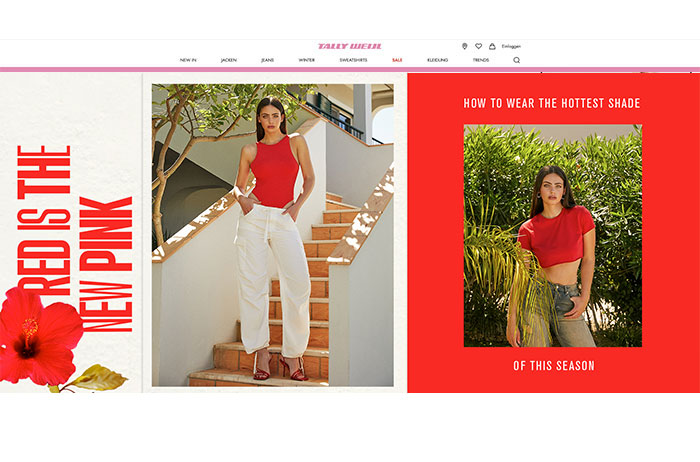 TALLY WEIJL
Einloggen
NEW IN JACKEN JEANS WINTER SWEATSHIRTS SALE KLEIDUNG TRENDS
RED IS THE
NEW PINK
HOW TO WEAR THE HOTTEST SHADE
OF THIS SEASON